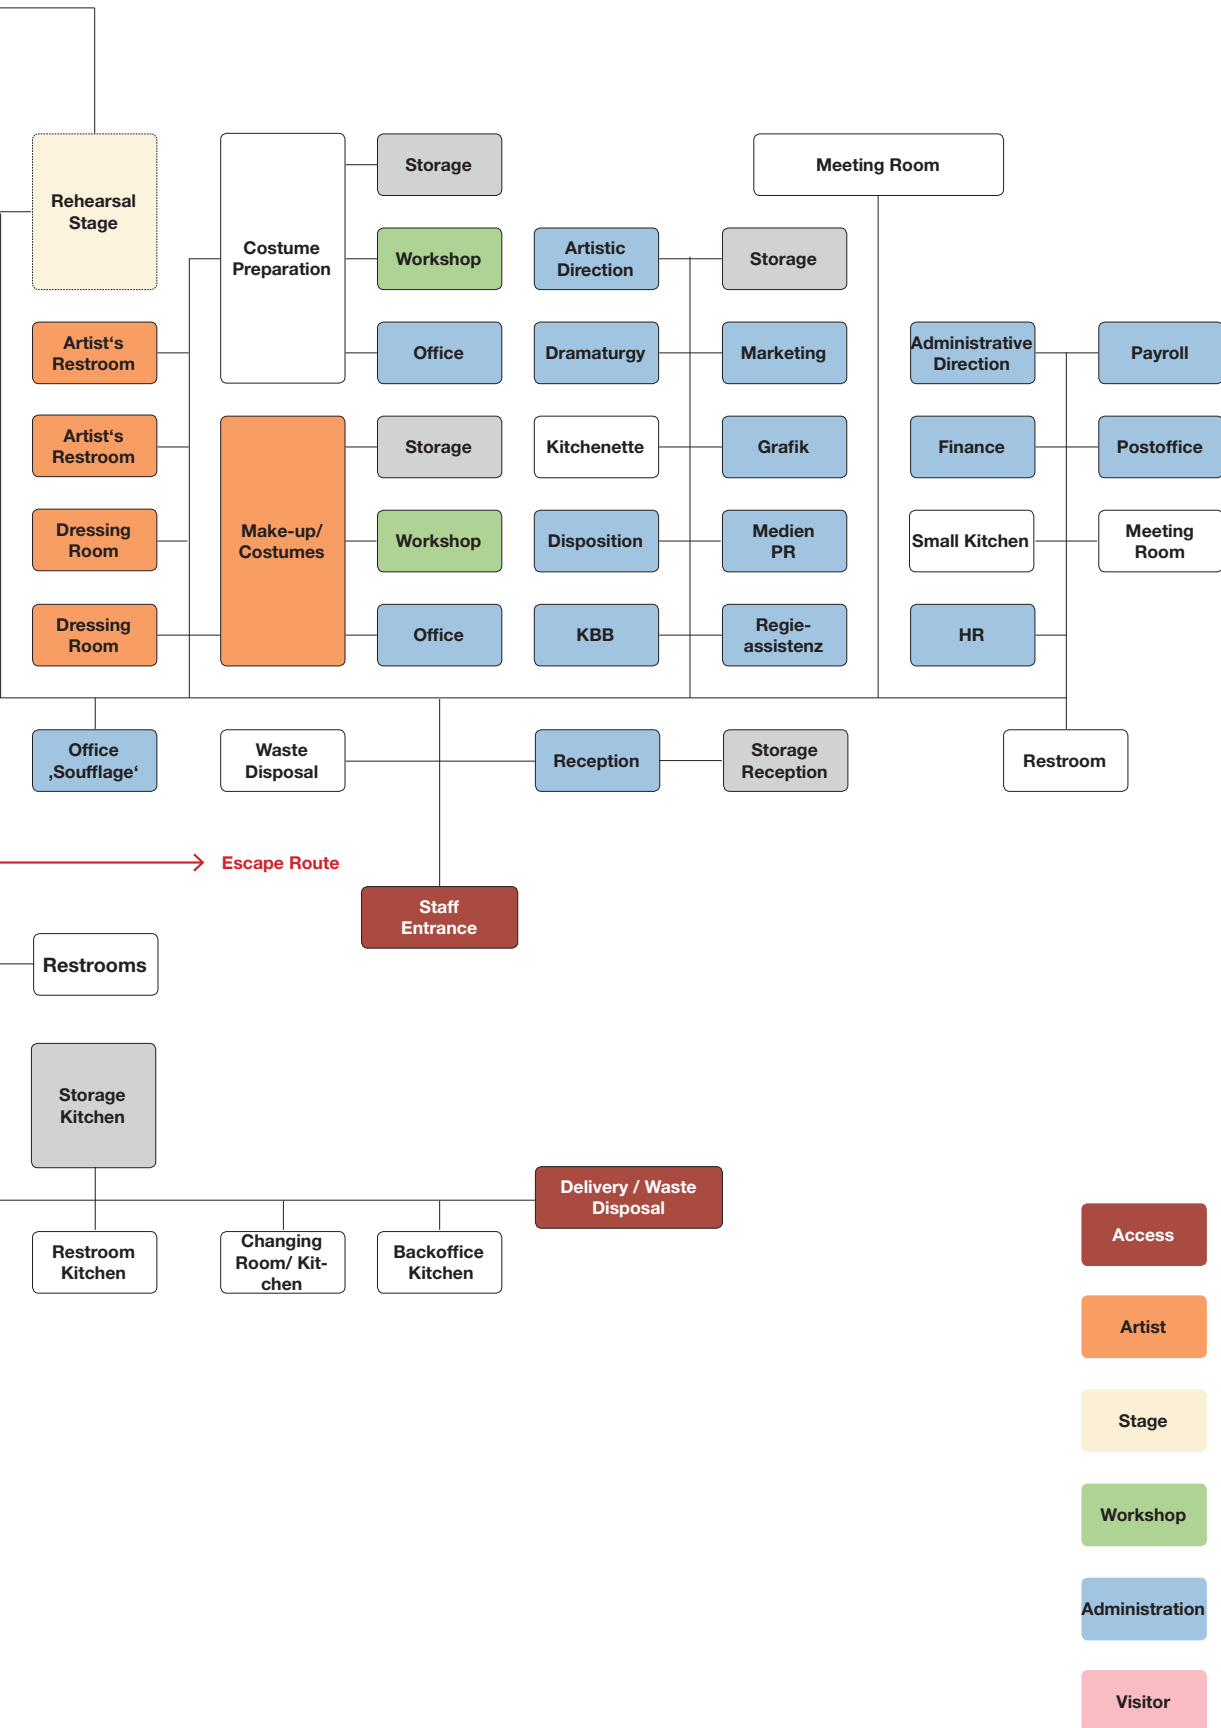 Rehearsal
Stage
Costume
Preparation
Storage
Meeting Room
Workshop
Artistic
Direction
Storage
Artist‘s
Restroom
Office
Dramaturgy
Marketing
Administrative
Direction
Payroll
Artist‘s
Restroom
Storage
Kitchenette
Grafik
Finance
Postoffice
Dressing
Room
Make-up/
Costumes
Workshop
Disposition
Medien
PR
Small Kitchen
Meeting
Room
Dressing
Room
Office
KBB
Regie-
assistenz
HR
Office
‚Soufflage‘
Waste
Disposal
Reception
Storage
Reception
Restroom
Escape Route
Staff
Entrance
Restrooms
Storage
Kitchen
Delivery / Waste
Disposal
Restroom
Kitchen
Changing
Room/ Kit-
chen
Backoffice
Kitchen
Access
Artist
Stage
Workshop
Administration
Visitor